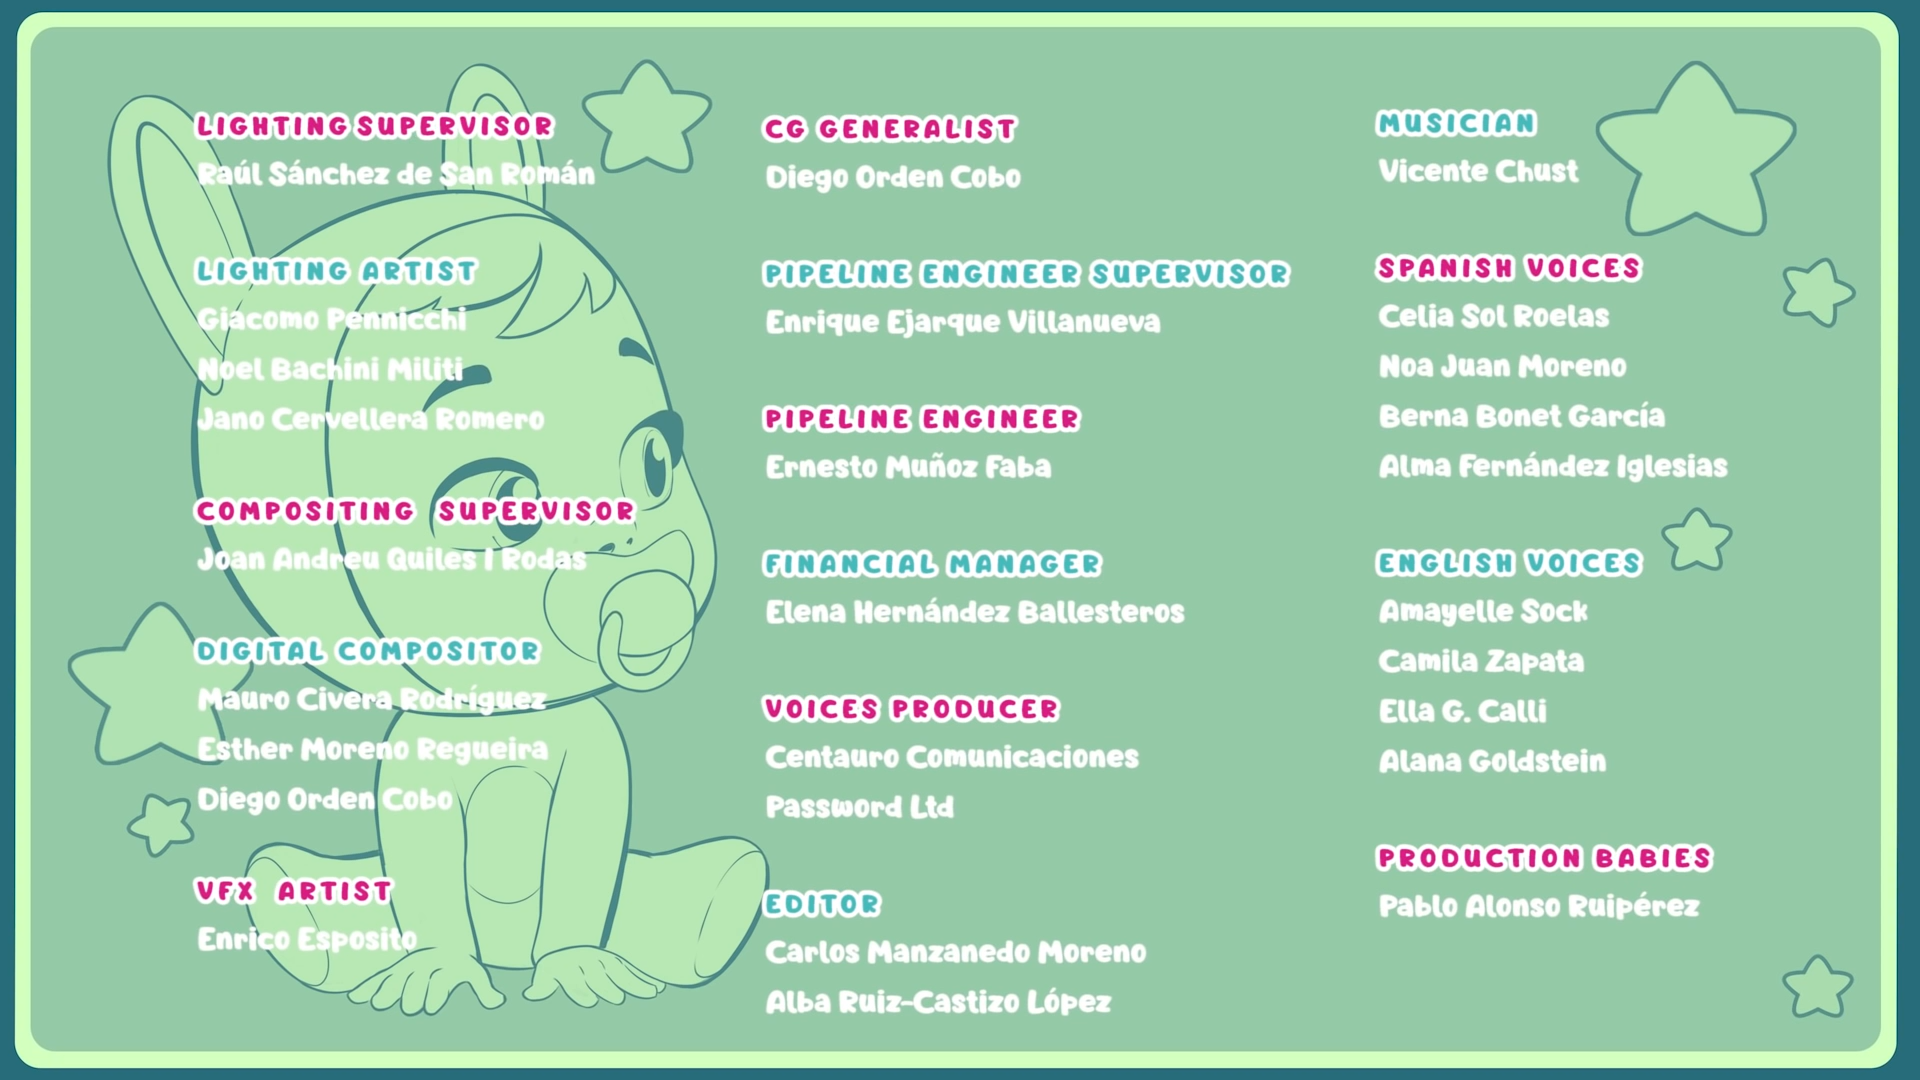 LIGHTING SUPERVISOR
Raúl Sánchez de San Román
LIGHTING ARTIST
Giacomo Pennicchi
Noel Bachini Militi
Jano Cervellera Romero
COMPOSITING SUPERVISOR
Joan Andreu Quiles I Rodas
DIGITAL COMPOSITOR
Mauro Civera Rodríguez
Esther Moreno Regueira
Diego Orden Cobo
VFX ARTIST
Enrico Esposito
CG GENERALIST
Diego Orden Cobo
PIPELINE ENGINEER SUPERVISOR
Enrique Ejarque Villanueva
PIPELINE ENGINEER
Ernesto Muñoz Faba
FINANCIAL MANAGER
Elena Hernández Ballesteros
VOICES PRODUCER
Centauro Comunicaciones
Password Ltd
EDITOR
Carlos Manzanedo Moreno
Alba Ruiz-Castizo López
MUSICIAN
Vicente Chust
SPANISH VOICES
Celia Sol Roelas
Noa Juan Moreno
Berna Bonet García
Alma Fernández Iglesias
ENGLISH VOICES
Amayelle Sock
Camila Zapata
Ella G. Calli
Alana Goldstein
PRODUCTION BABIES
Pablo Alonso Ruipérez